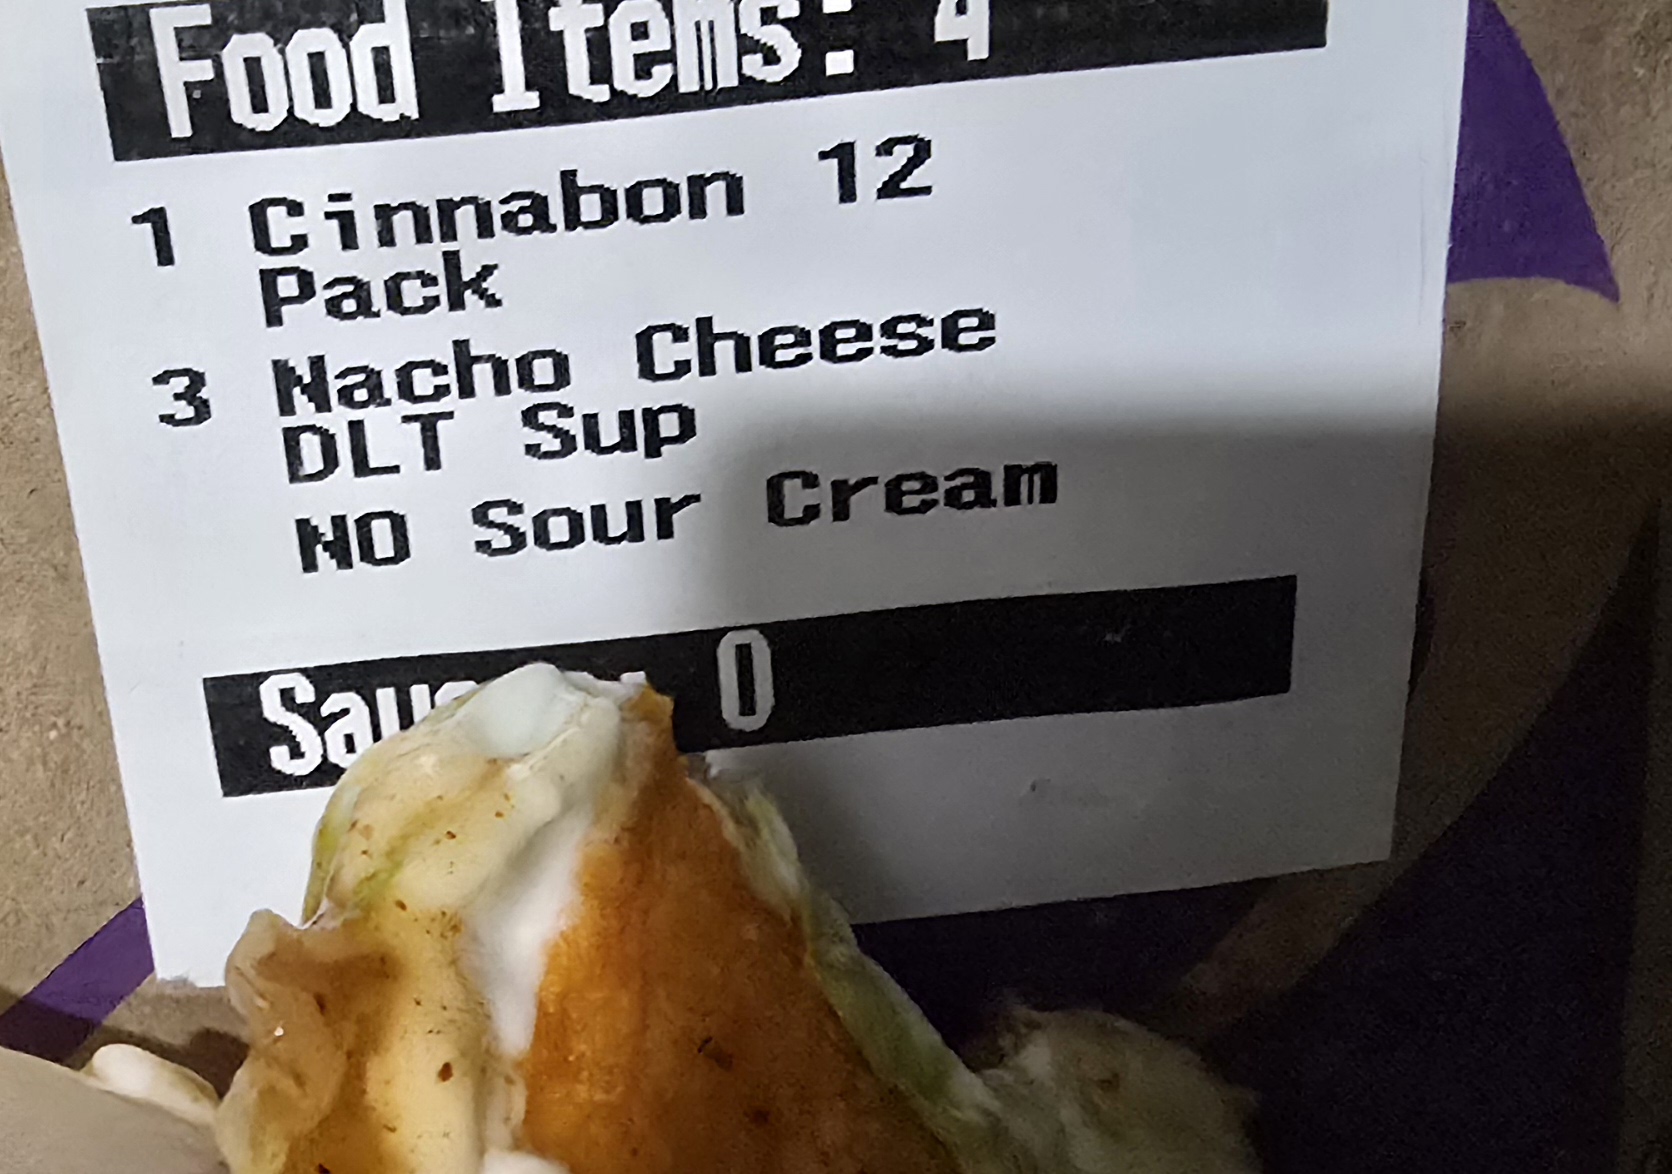 Food Items: 4
1 Cinnabon 12
Pack
3 Nacho Cheese
DLT Sup
NO Sour Cream
0